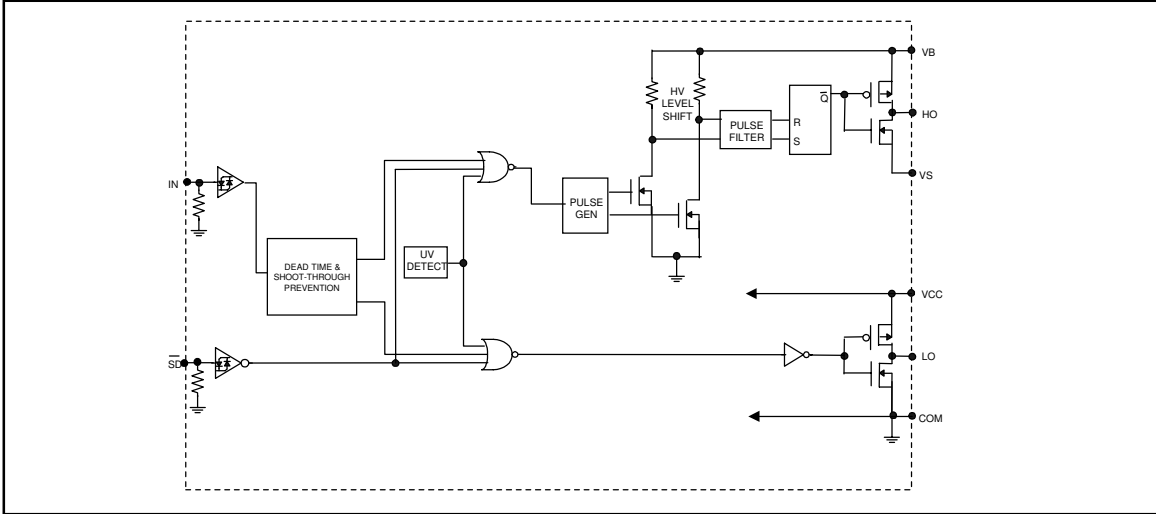 VB
HV
LEVEL
SHIFT
Q̅
HO
PULSE
FILTER
R
S
VS
IN
PULSE
GEN
UV
DETECT
DEAD TIME &
SHOOT-THROUGH
PREVENTION
VCC
S̅D̅
LO
COM